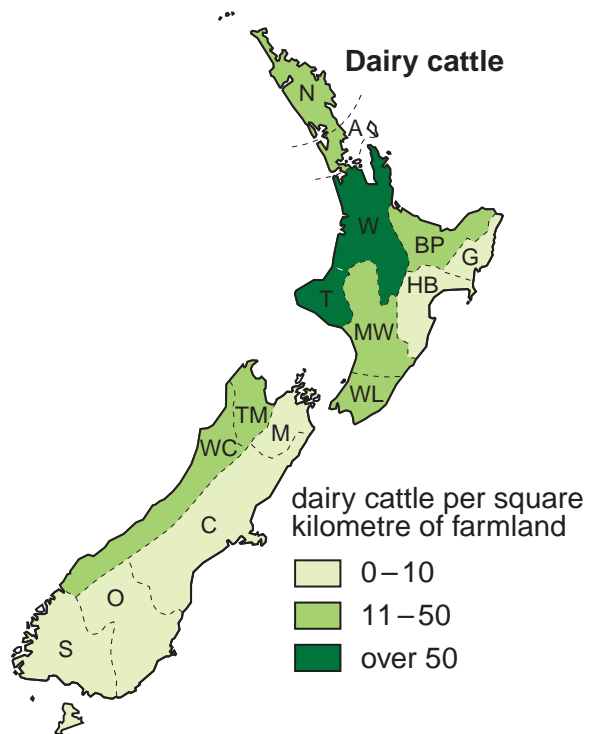 Dairy cattle
N
A
W
BP
G
HB
T
MW
WL
TM
M
WC
C
O
S
dairy cattle per square
kilometre of farmland
0–10
11–50
over 50